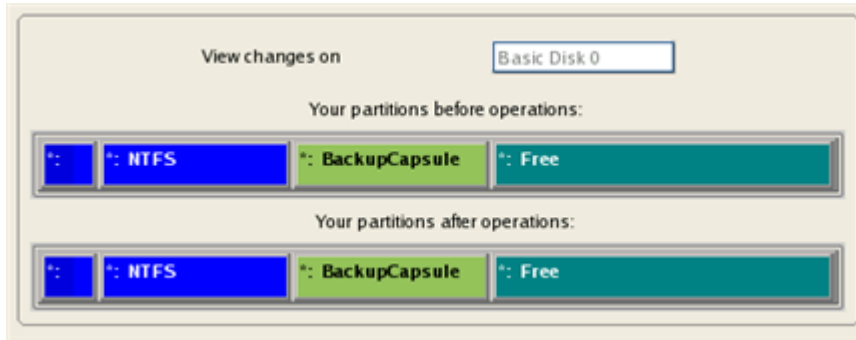 View changes on Basic Disk 0
Your partitions before operations:
*: *: NTFS *: BackupCapsule *: Free
Your partitions after operations:
*: *: NTFS *: BackupCapsule *: Free